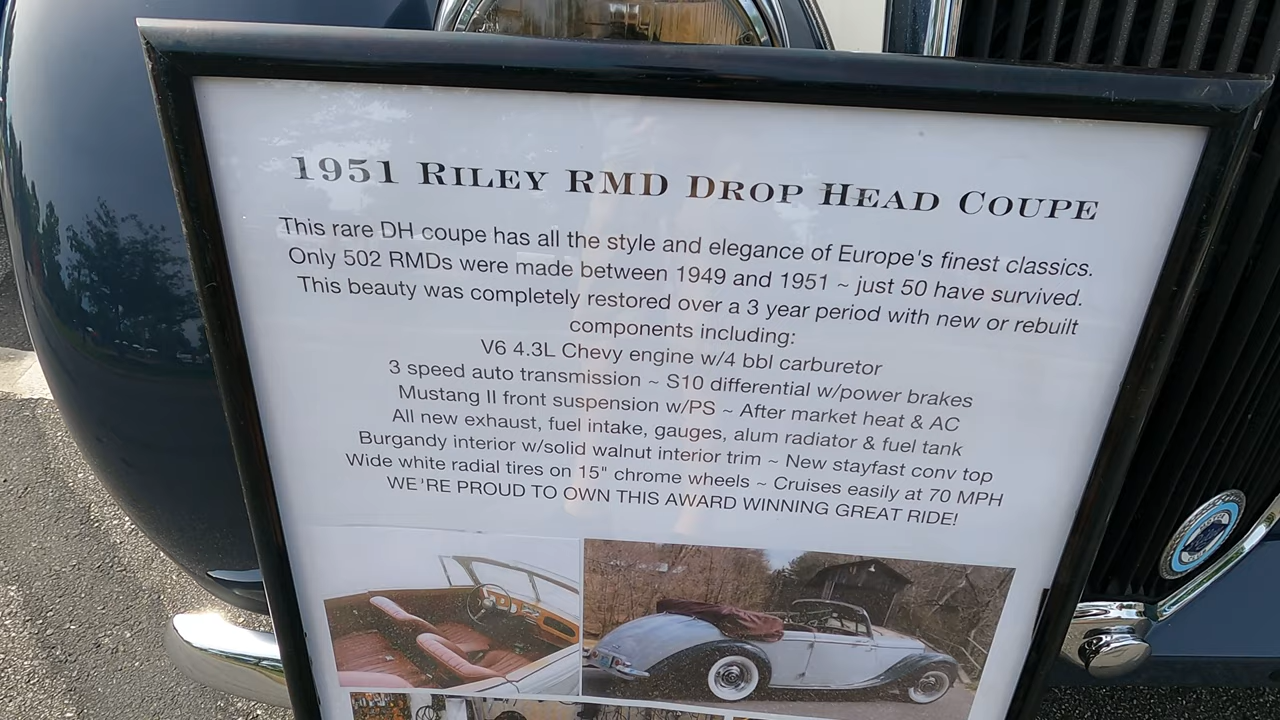 1951 Riley RMD Drop Head Coupe
This rare DH coupe has all the style and elegance of Europe's finest classics.
Only 502 RMDs were made between 1949 and 1951 ~ just 50 have survived.
This beauty was completely restored over a 3 year period with new or rebuilt
components including:
V6 4.3L Chevy engine w/4 bbl carburetor
3 speed auto transmission ~ S10 differential w/power brakes
Mustang II front suspension w/PS ~ After market heat & AC
All new exhaust, fuel intake, gauges, alum radiator & fuel tank
Burgandy interior w/solid walnut interior trim ~ New stayfast conv top
Wide white radial tires on 15" chrome wheels ~ Cruises easily at 70 MPH
WE'RE PROUD TO OWN THIS AWARD WINNING GREAT RIDE!